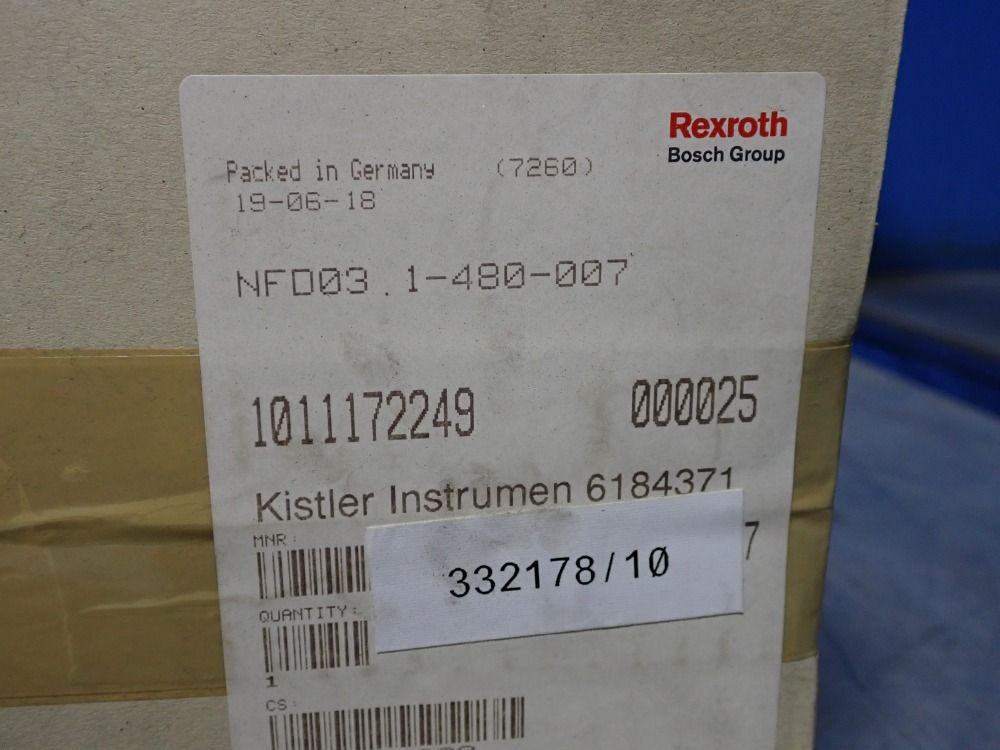 Rexroth
Bosch Group
Packed in Germany (7260)
19-06-18
NFD03.1-480-007
1011172249 000025
Kistler Instrumen 6184371
MNR:
7
332178/10
QUANTITY:
1
CS: